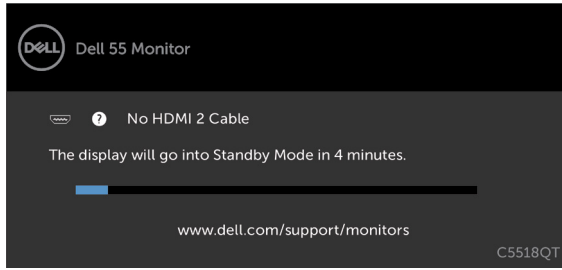 DELL
Dell 55 Monitor
? No HDMI 2 Cable
The display will go into Standby Mode in 4 minutes.
www.dell.com/support/monitors
C5518QT